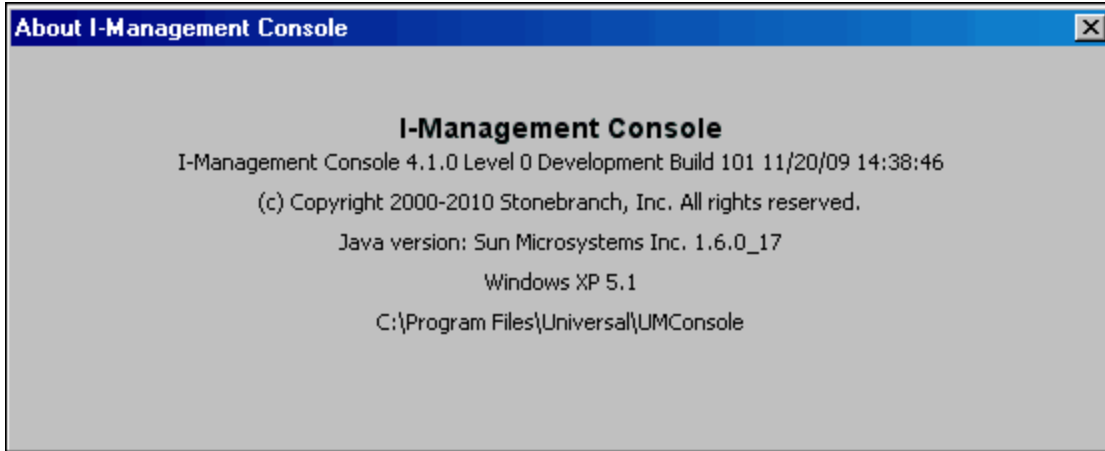 About I-Management Console
I-Management Console
I-Management Console 4.1.0 Level 0 Development Build 101 11/20/09 14:38:46
(c) Copyright 2000-2010 Stonebranch, Inc. All rights reserved.
Java version: Sun Microsystems Inc. 1.6.0_17
Windows XP 5.1
C:\Program Files\Universal\UMConsole